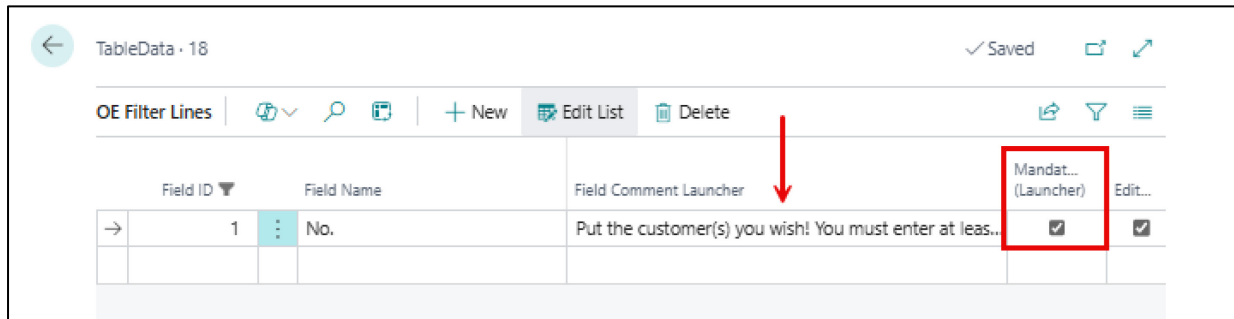 TableData · 18
Saved
OE Filter Lines
New
Edit List
Delete
Field ID
Field Name
Field Comment Launcher
Mandat...
(Launcher)
Edit...
1
No.
Put the customer(s) you wish! You must enter at leas...